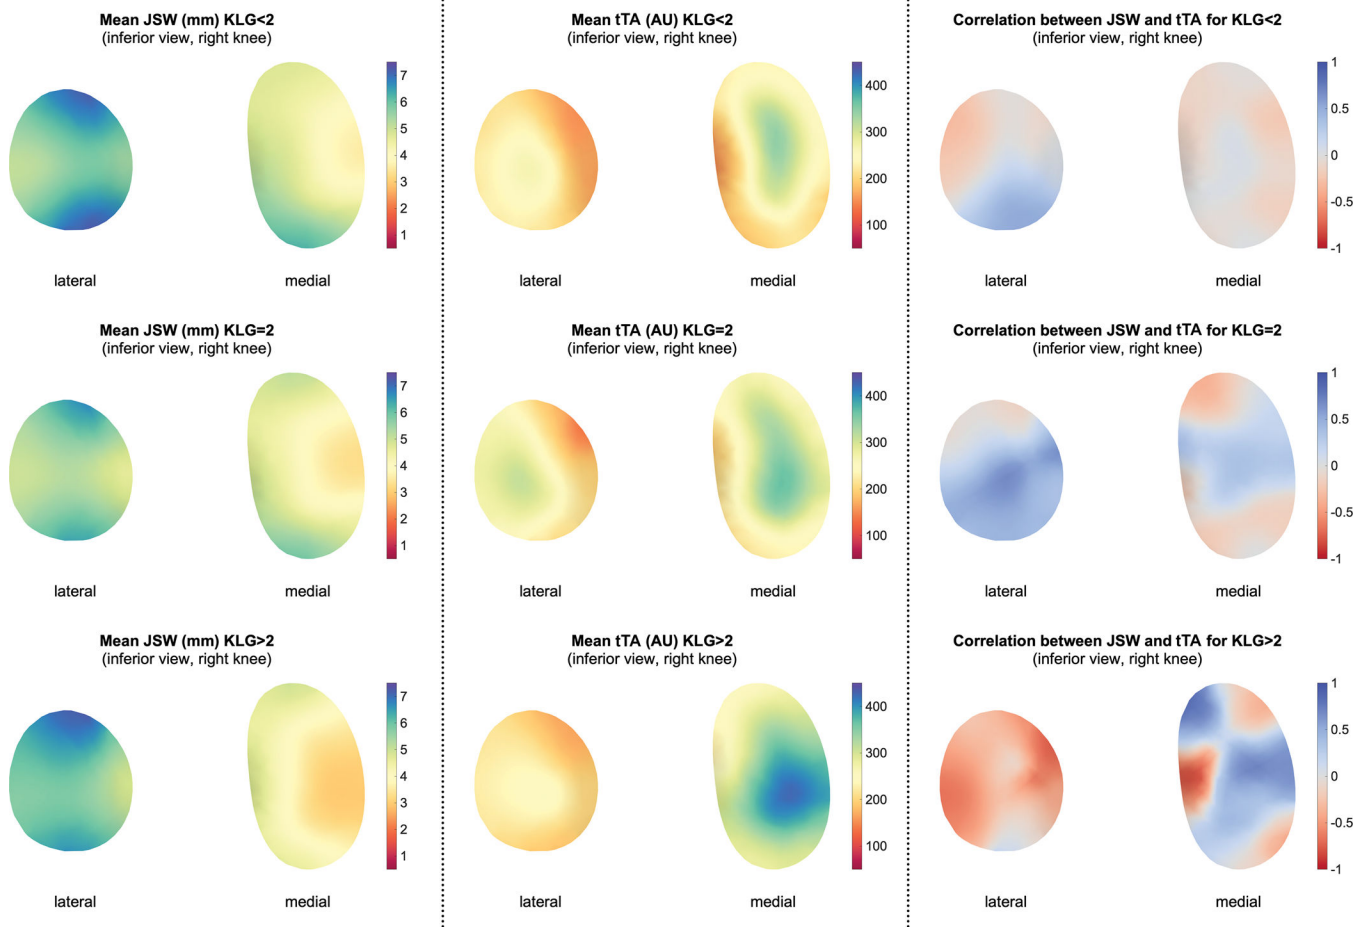 Mean JSW (mm) KLG<2
(inferior view, right knee)
7
6
5
4
3
2
1
lateral
medial
Mean tTA (AU) KLG<2
(inferior view, right knee)
400
300
200
100
Correlation between JSW and tTA for KLG<2
(inferior view, right knee)
1
0.5
0
-0.5
-1
lateral
medial
Mean JSW (mm) KLG=2
(inferior view, right knee)
7
6
5
4
3
2
1
lateral
medial
Mean tTA (AU) KLG=2
(inferior view, right knee)
400
300
200
100
Correlation between JSW and tTA for KLG=2
(inferior view, right knee)
1
0.5
0
-0.5
-1
lateral
medial
Mean JSW (mm) KLG>2
(inferior view, right knee)
7
6
5
4
3
2
1
lateral
medial
Mean tTA (AU) KLG>2
(inferior view, right knee)
400
300
200
100
Correlation between JSW and tTA for KLG>2
(inferior view, right knee)
1
0.5
0
-0.5
-1
lateral
medial